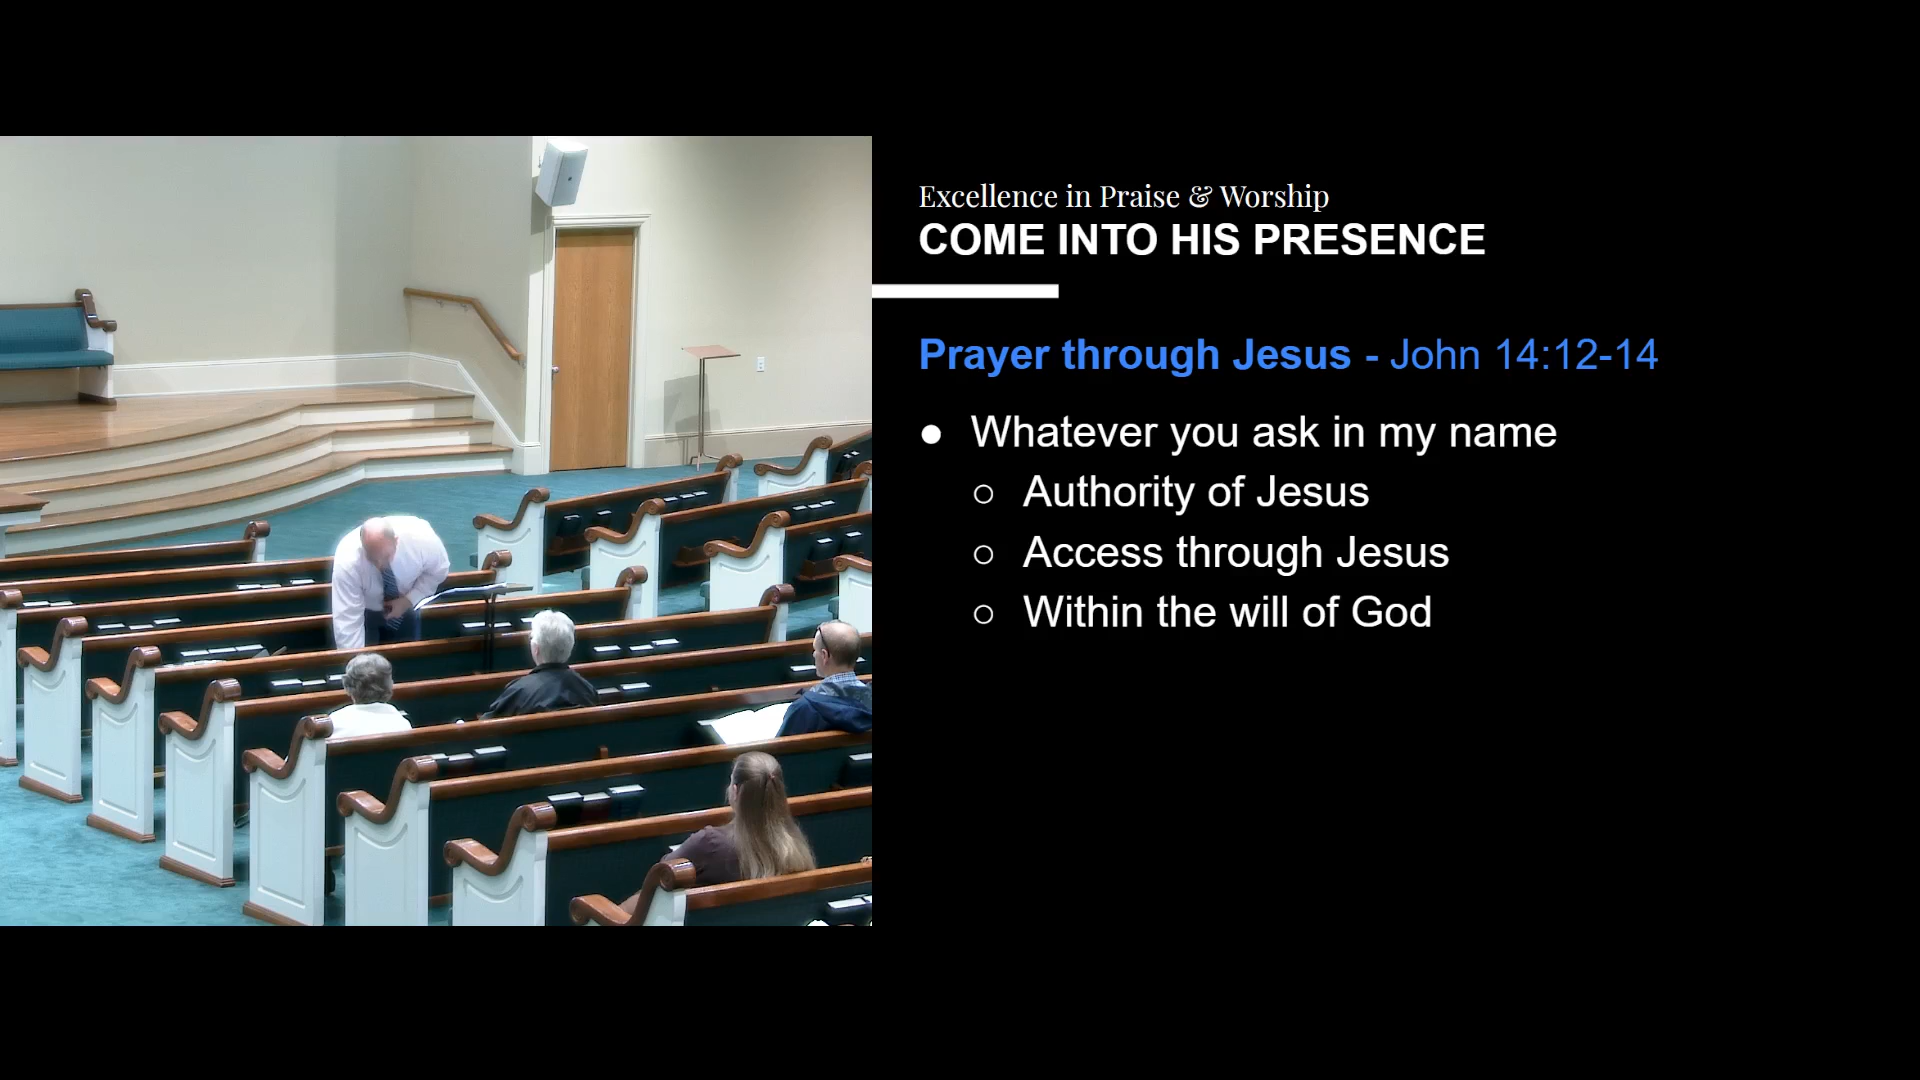 Excellence in Praise & Worship
COME INTO HIS PRESENCE
Prayer through Jesus - John 14:12-14
● Whatever you ask in my name
○ Authority of Jesus
○ Access through Jesus
○ Within the will of God